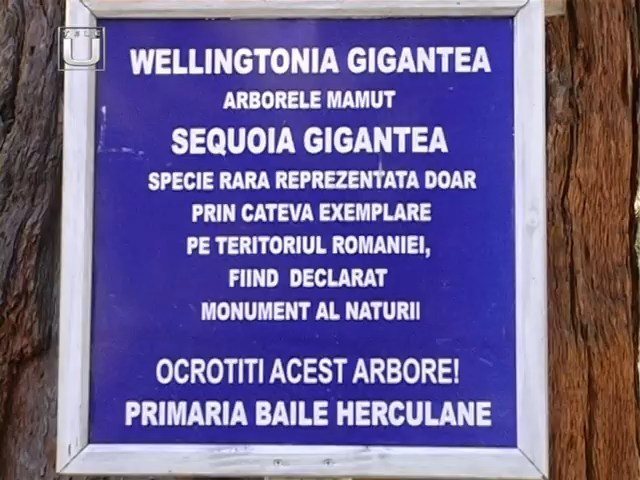 TELE
U
WELLINGTONIA GIGANTEA
ARBORELE MAMUT
SEQUOIA GIGANTEA
SPECIE RARA REPREZENTATA DOAR
PRIN CATEVA EXEMPLARE
PE TERITORIUL ROMANIEI,
FIIND DECLARAT
MONUMENT AL NATURII
OCROTITI ACEST ARBORE!
PRIMARIA BAILE HERCULANE